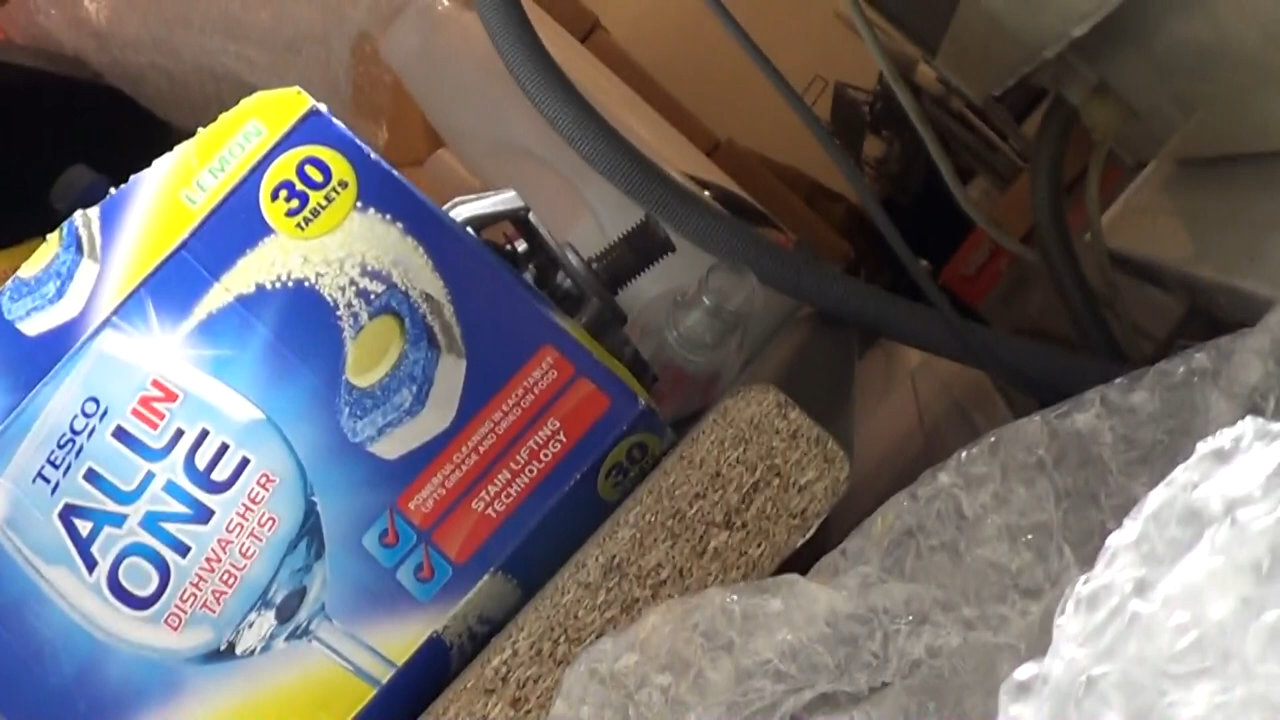 LEMON
30
TABLETS
TESCO
ALL IN
ONE
DISHWASHER
TABLETS
POWERFUL CLEANING IN EACH TABLET
LIFTS GREASE AND DRIED ON FOOD
STAIN LIFTING
TECHNOLOGY
30